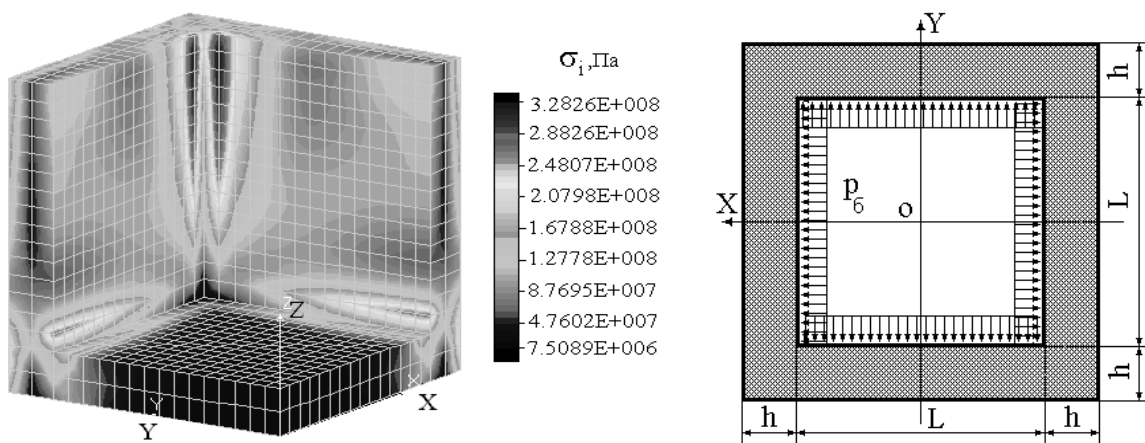 σi,Па
3.2826E+008
2.8826E+008
2.4807E+008
2.0798E+008
1.6788E+008
1.2778E+008
8.7695E+007
4.7602E+007
7.5089E+006
Z
Y
Y
X
X
Y
h
L
h
X
pб
o
h
L
h